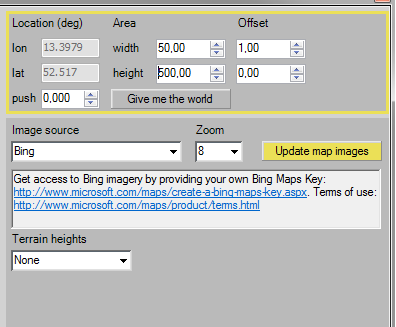 Location (deg) Area Offset
lon 13.3979 width 50,00 1,00
lat 52.517 height 500,00 0,00
push 0,000 Give me the world
Image source Zoom
Bing 8 Update map images
Get access to Bing imagery by providing your own Bing Maps Key:
http://www.microsoft.com/maps/create-a-bing-maps-key.aspx. Terms of use:
http://www.microsoft.com/maps/product/terms.html
Terrain heights
None